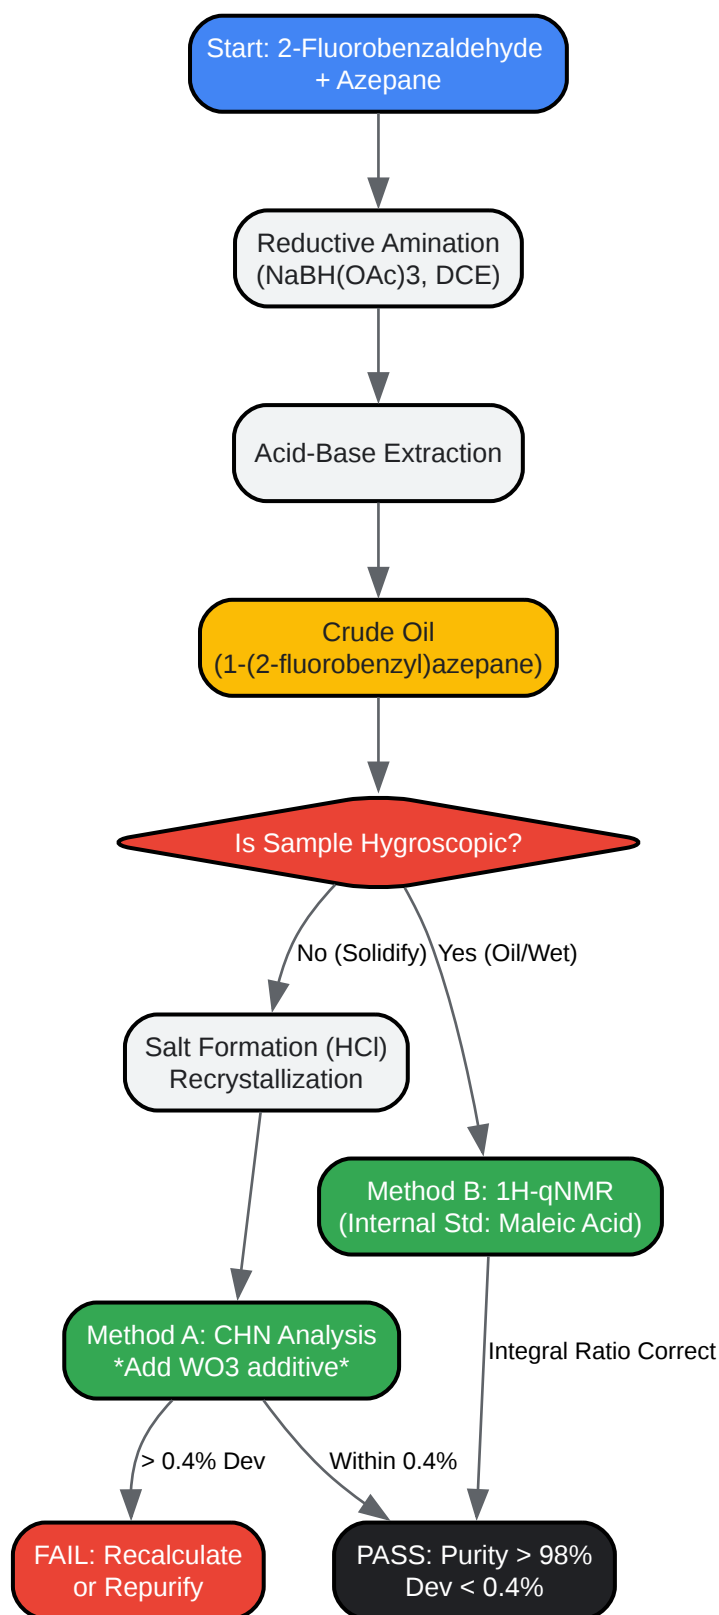 Start: 2-Fluorobenzaldehyde
+ Azepane
Reductive Amination
(NaBH(OAc)3, DCE)
Acid-Base Extraction
Crude Oil
(1-(2-fluorobenzyl)azepane)
Is Sample Hygroscopic?
No (Solidify)
Yes (Oil/Wet)
Salt Formation (HCl)
Recrystallization
Method B: 1H-qNMR
(Internal Std: Maleic Acid)
Method A: CHN Analysis
*Add WO3 additive*
Integral Ratio Correct
> 0.4% Dev
Within 0.4%
FAIL: Recalculate
or Repurify
PASS: Purity > 98%
Dev < 0.4%